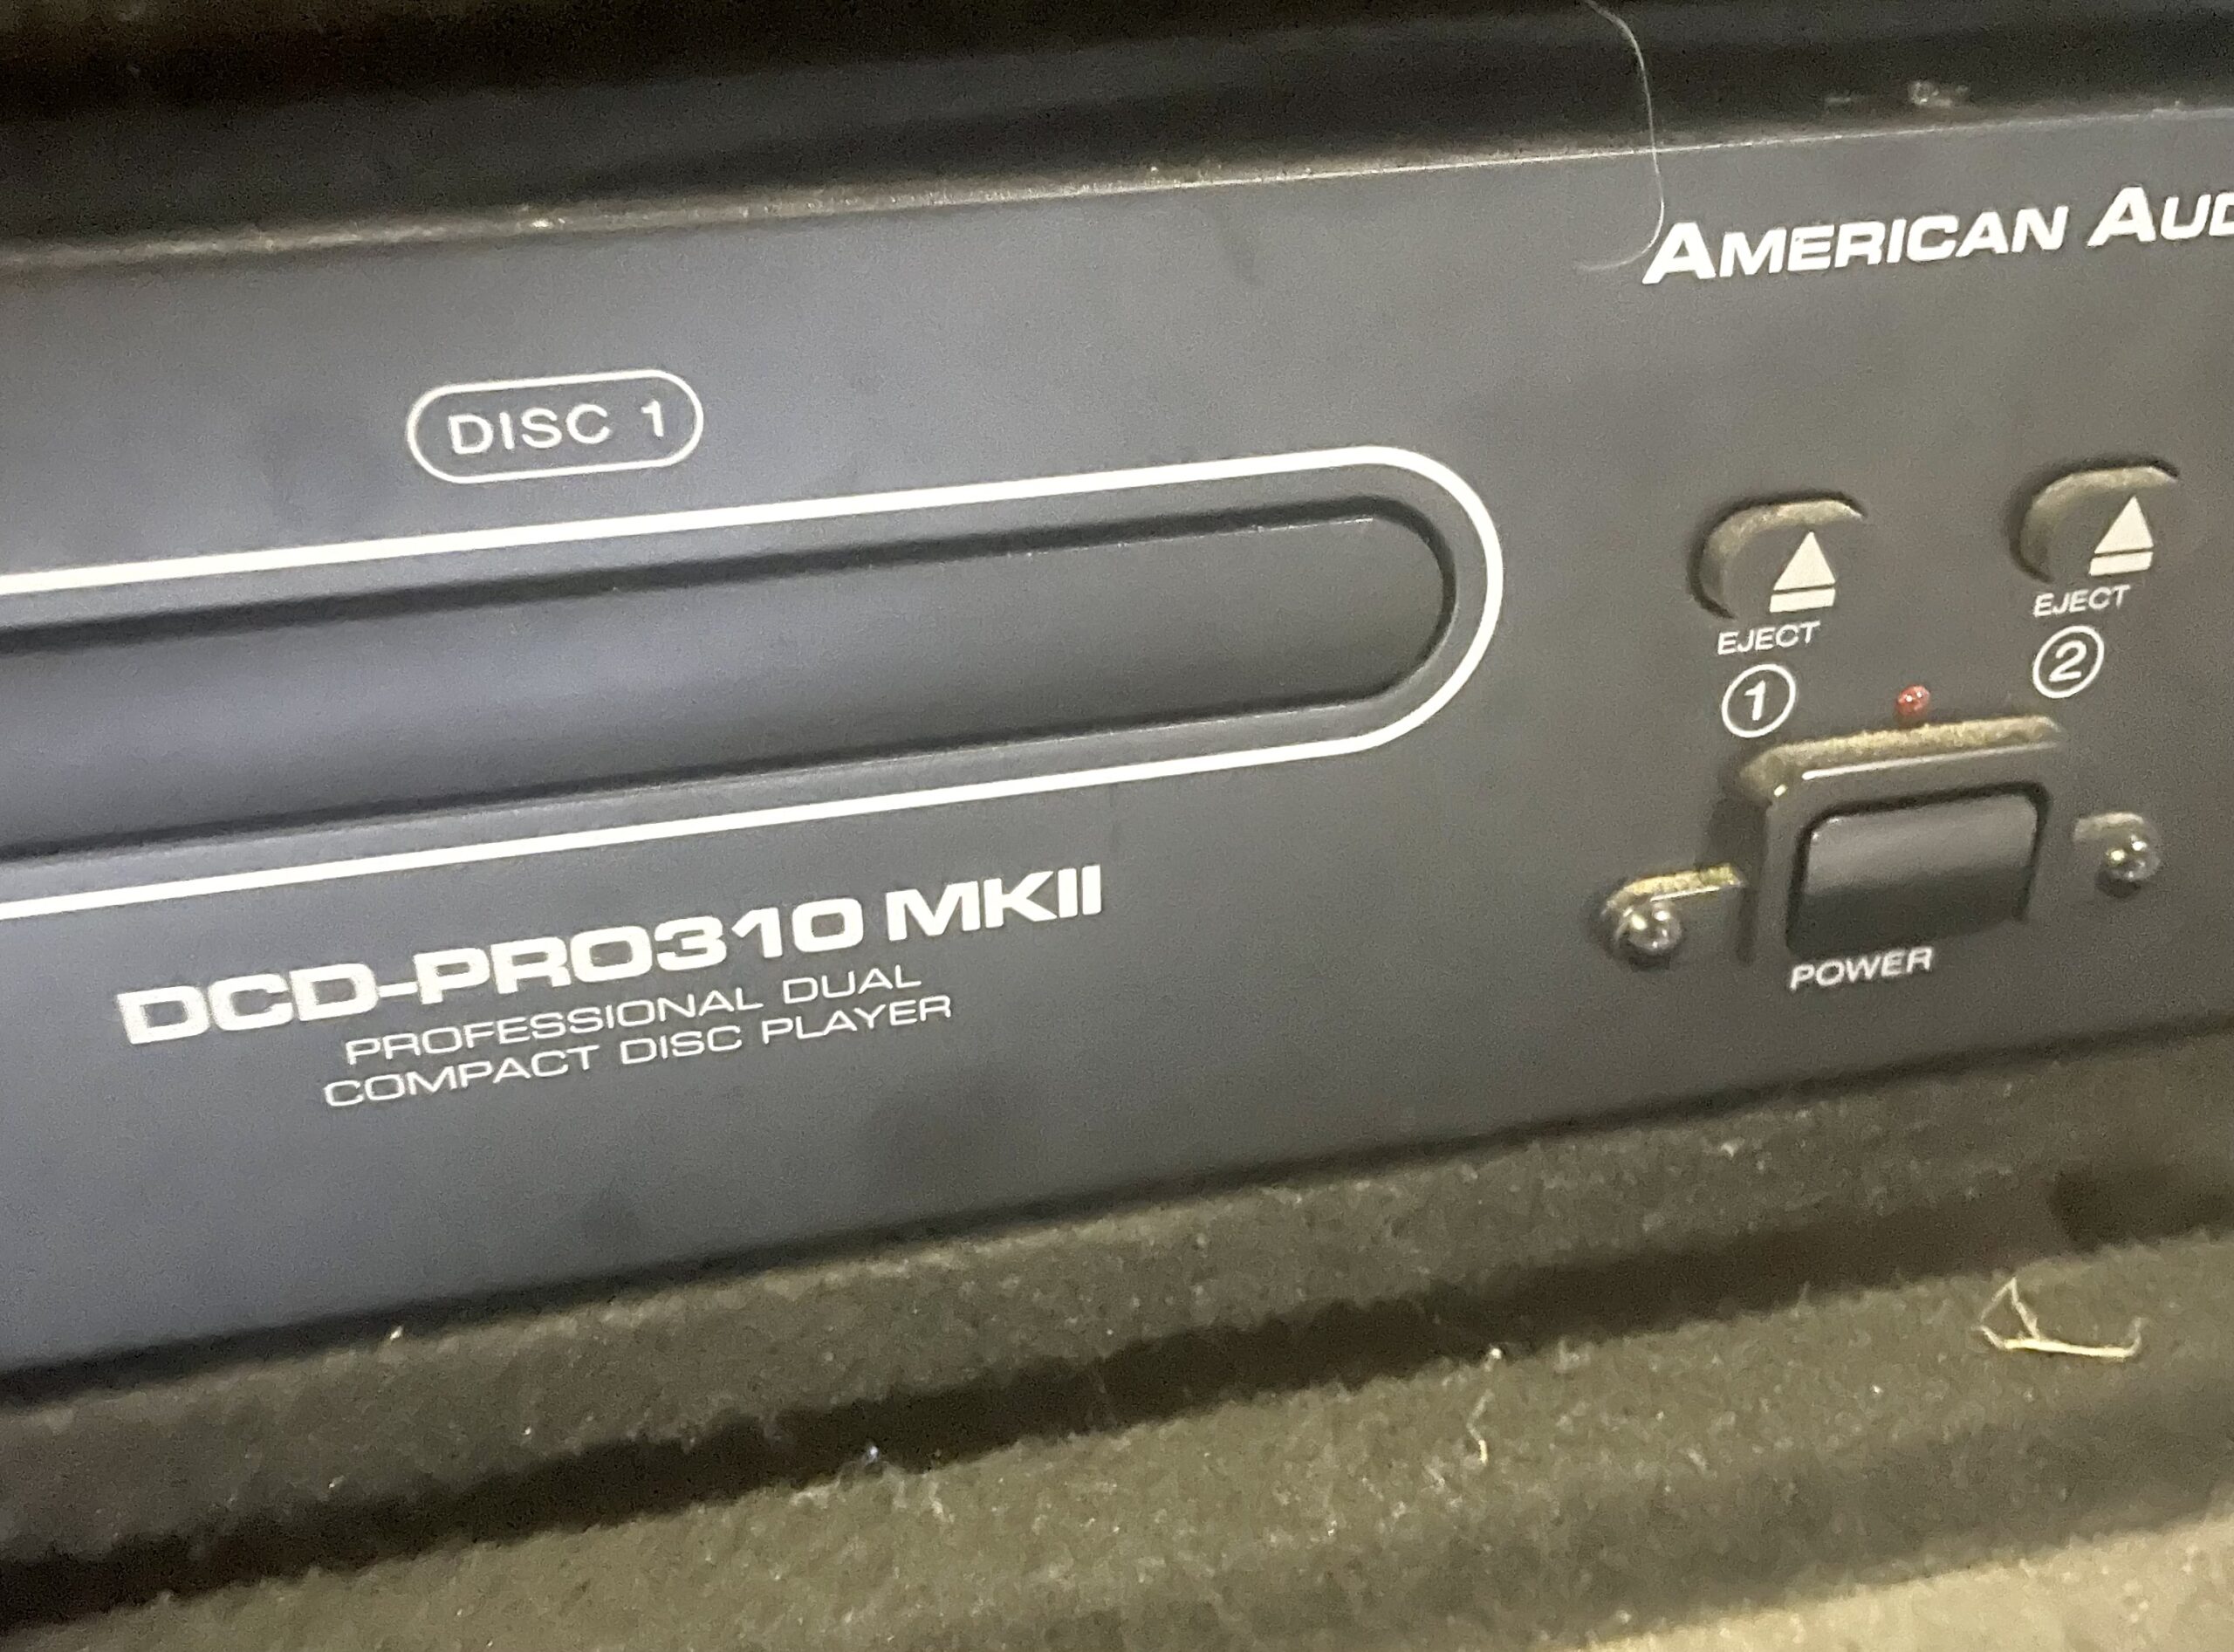 AMERICAN AUD
DISC 1
EJECT
1
EJECT
2
DCD-PRO310 MKII
PROFESSIONAL DUAL
COMPACT DISC PLAYER
POWER